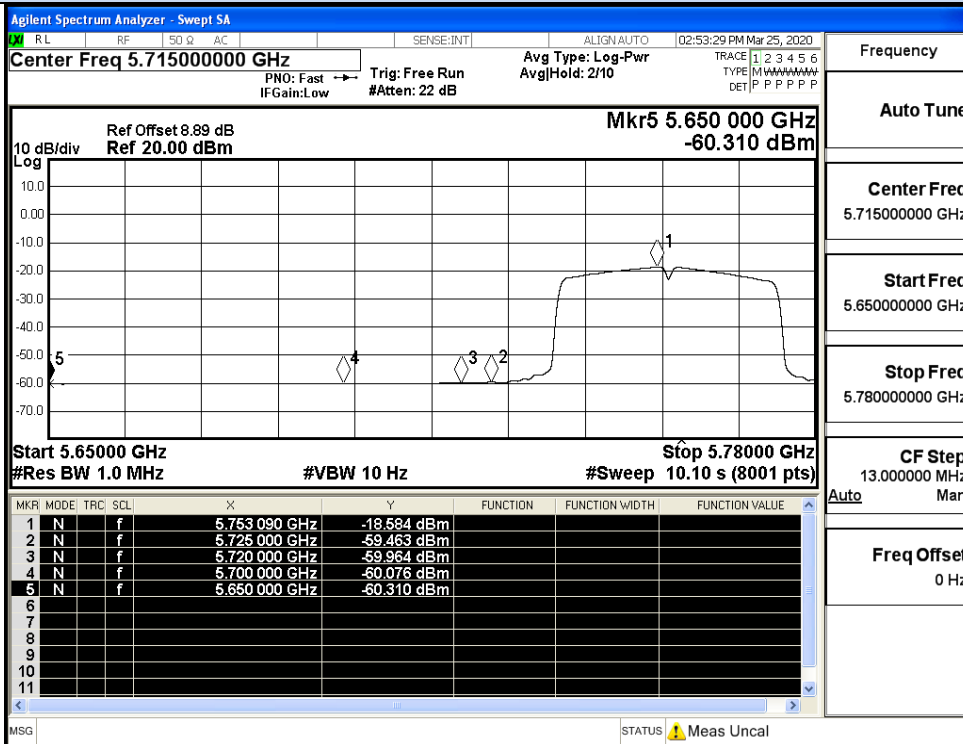 Agilent Spectrum Analyzer - Swept SA
LXI RL RF 50 Ω AC SENSE:INT ALIGN AUTO 02:53:29 PM Mar 25, 2020
Center Freq 5.715000000 GHz
PNO: Fast
IFGain:Low
Trig: Free Run
#Atten: 22 dB
Avg Type: Log-Pwr
Avg|Hold: 2/10
TRACE 1 2 3 4 5 6
TYPE M WWWWW
DET P P P P P P
Mkr5 5.650 000 GHz
-60.310 dBm
Ref Offset 8.89 dB
10 dB/div Ref 20.00 dBm
Log
10.0
0.00
-10.0
-20.0
-30.0
-40.0
-50.0
-60.0
-70.0
1
5
4
3
2
Start 5.65000 GHz Stop 5.78000 GHz
#Res BW 1.0 MHz #VBW 10 Hz #Sweep 10.10 s (8001 pts)
MKR MODE TRC SCL X Y FUNCTION FUNCTION WIDTH FUNCTION VALUE
1 N f 5.753 090 GHz -18.584 dBm
2 N f 5.725 000 GHz -59.463 dBm
3 N f 5.720 000 GHz -59.964 dBm
4 N f 5.700 000 GHz -60.076 dBm
5 N f 5.650 000 GHz -60.310 dBm
6
7
8
9
10
11
MSG STATUS Meas Uncal
Frequency
Auto Tune
Center Freq
5.715000000 GHz
Start Freq
5.650000000 GHz
Stop Freq
5.780000000 GHz
CF Step
13.000000 MHz
Auto Man
Freq Offset
0 Hz